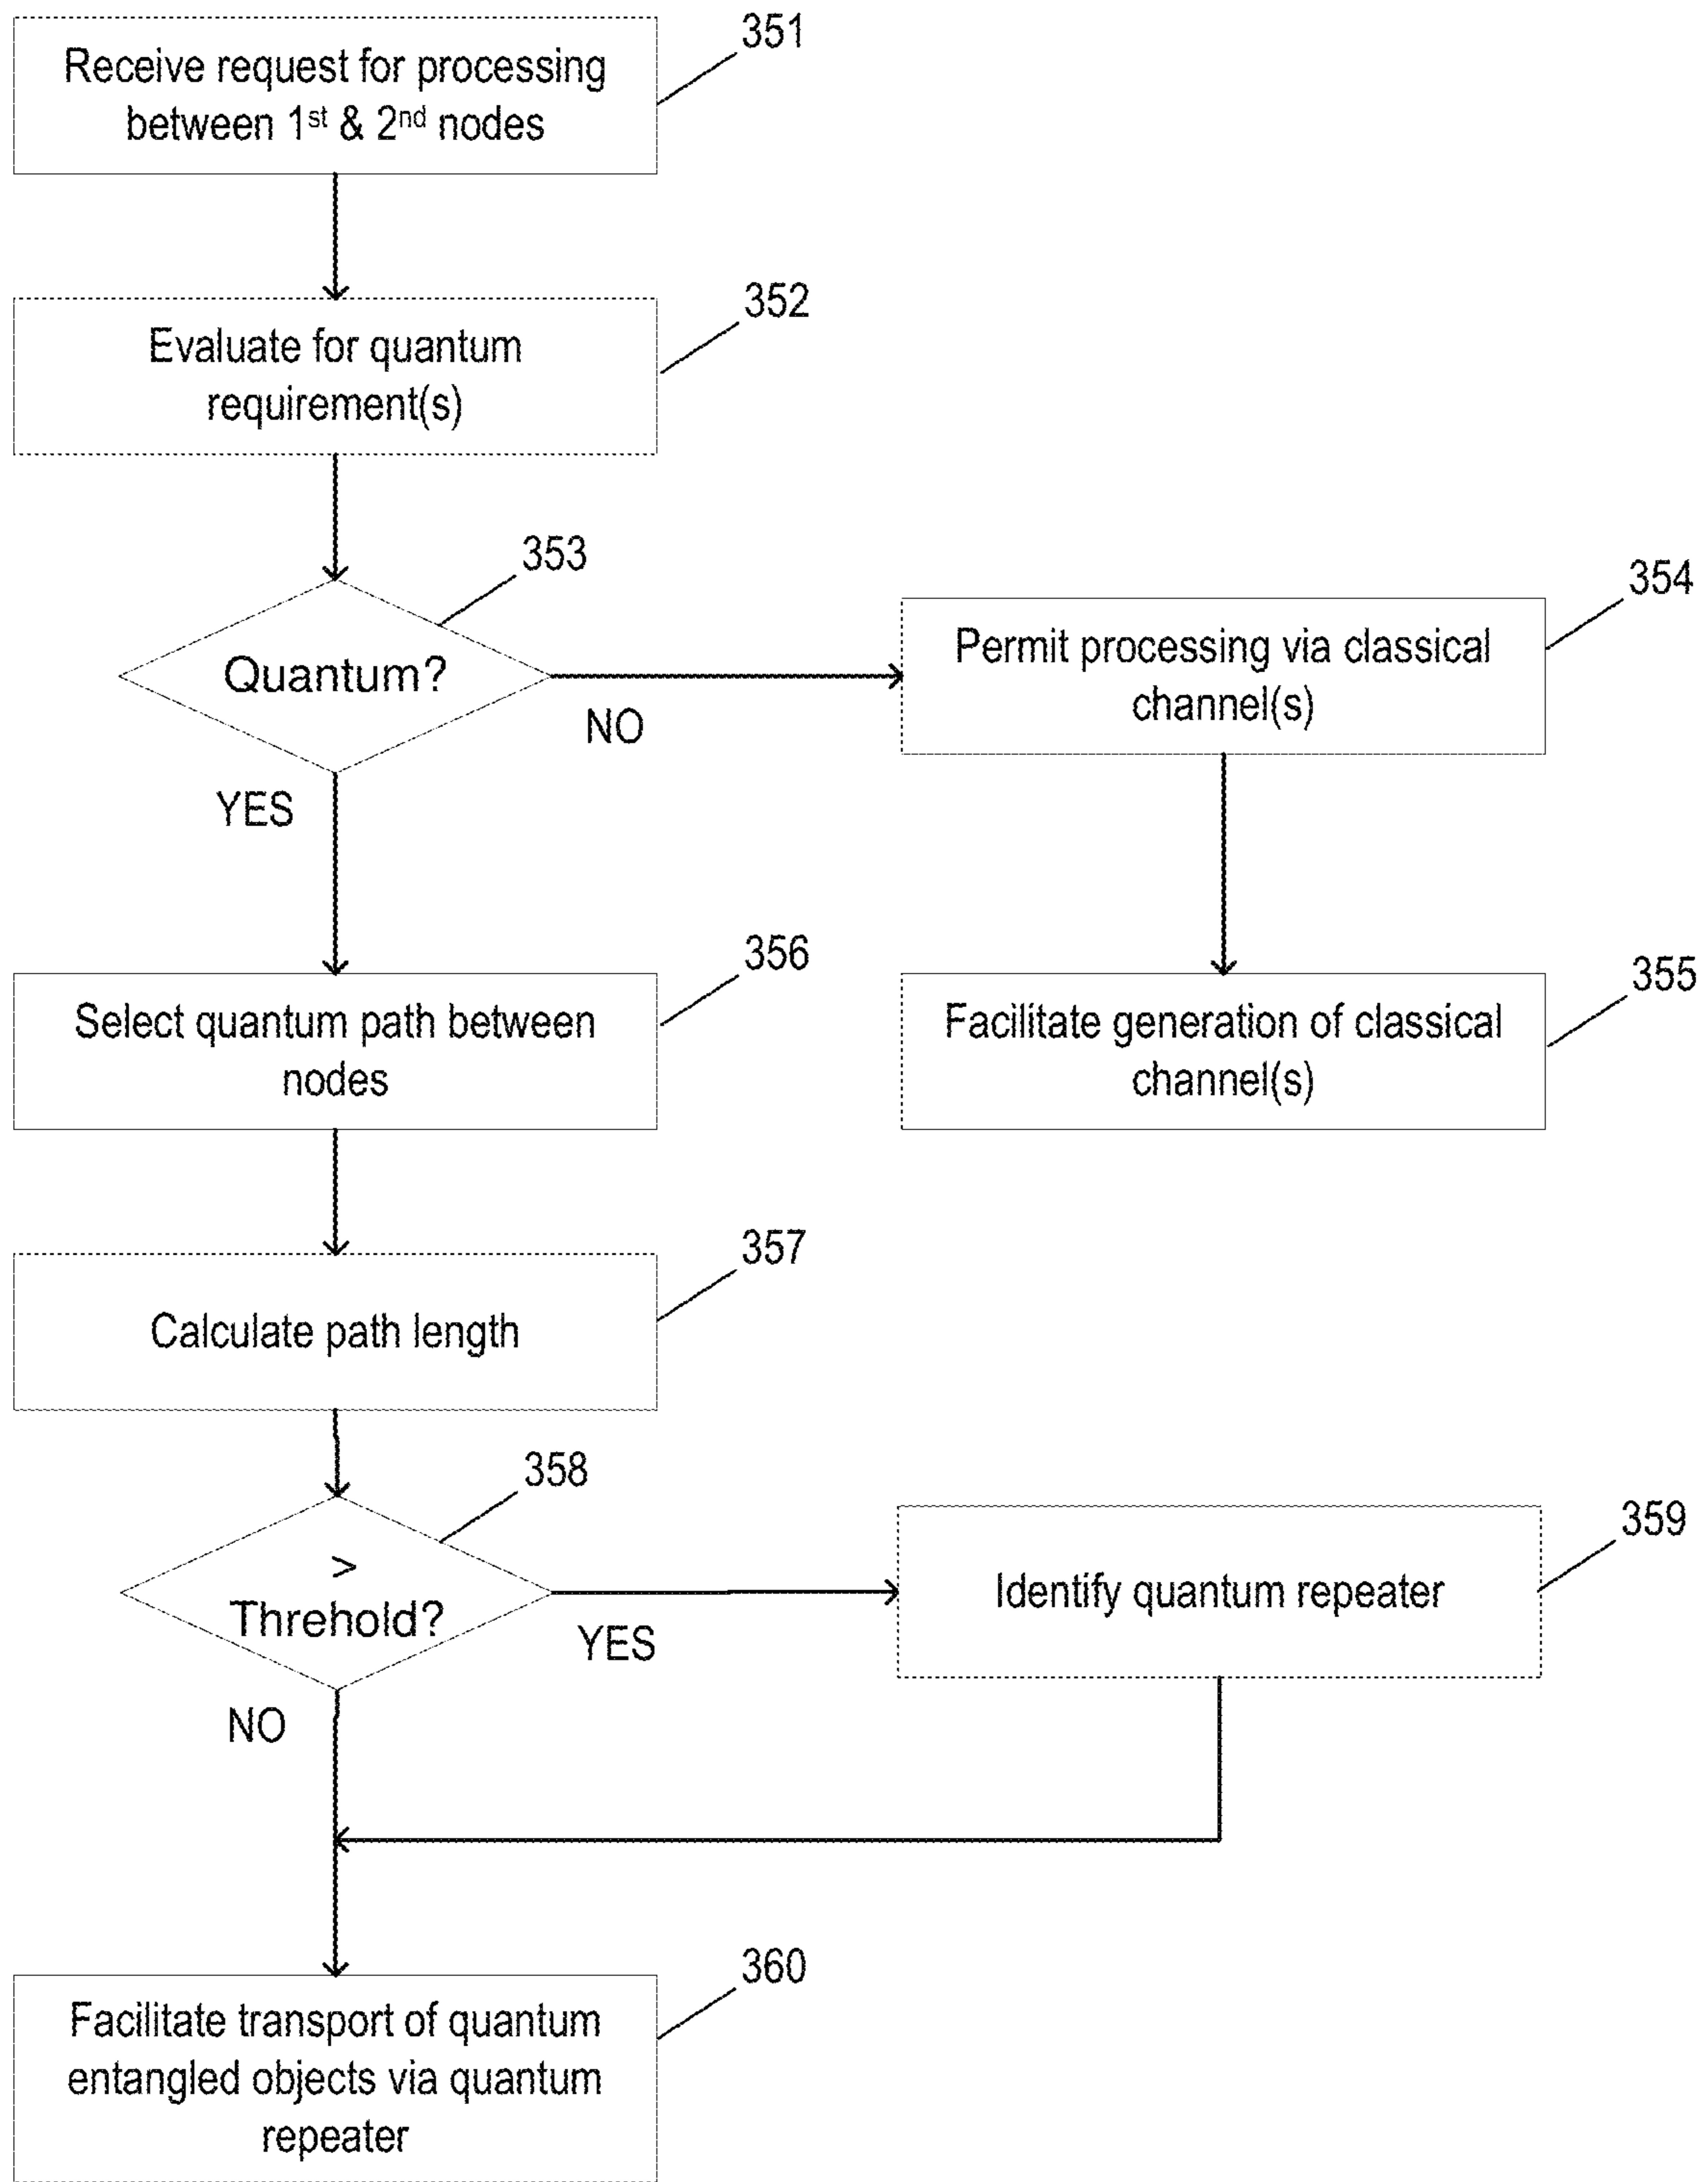 351
Receive request for processing
between 1st & 2nd nodes
352
Evaluate for quantum
requirement(s)
353
Quantum?
NO
YES
354
Permit processing via classical
channel(s)
356
Select quantum path between
nodes
355
Facilitate generation of classical
channel(s)
357
Calculate path length
358
>
Threhold?
YES
NO
359
Identify quantum repeater
360
Facilitate transport of quantum
entangled objects via quantum
repeater